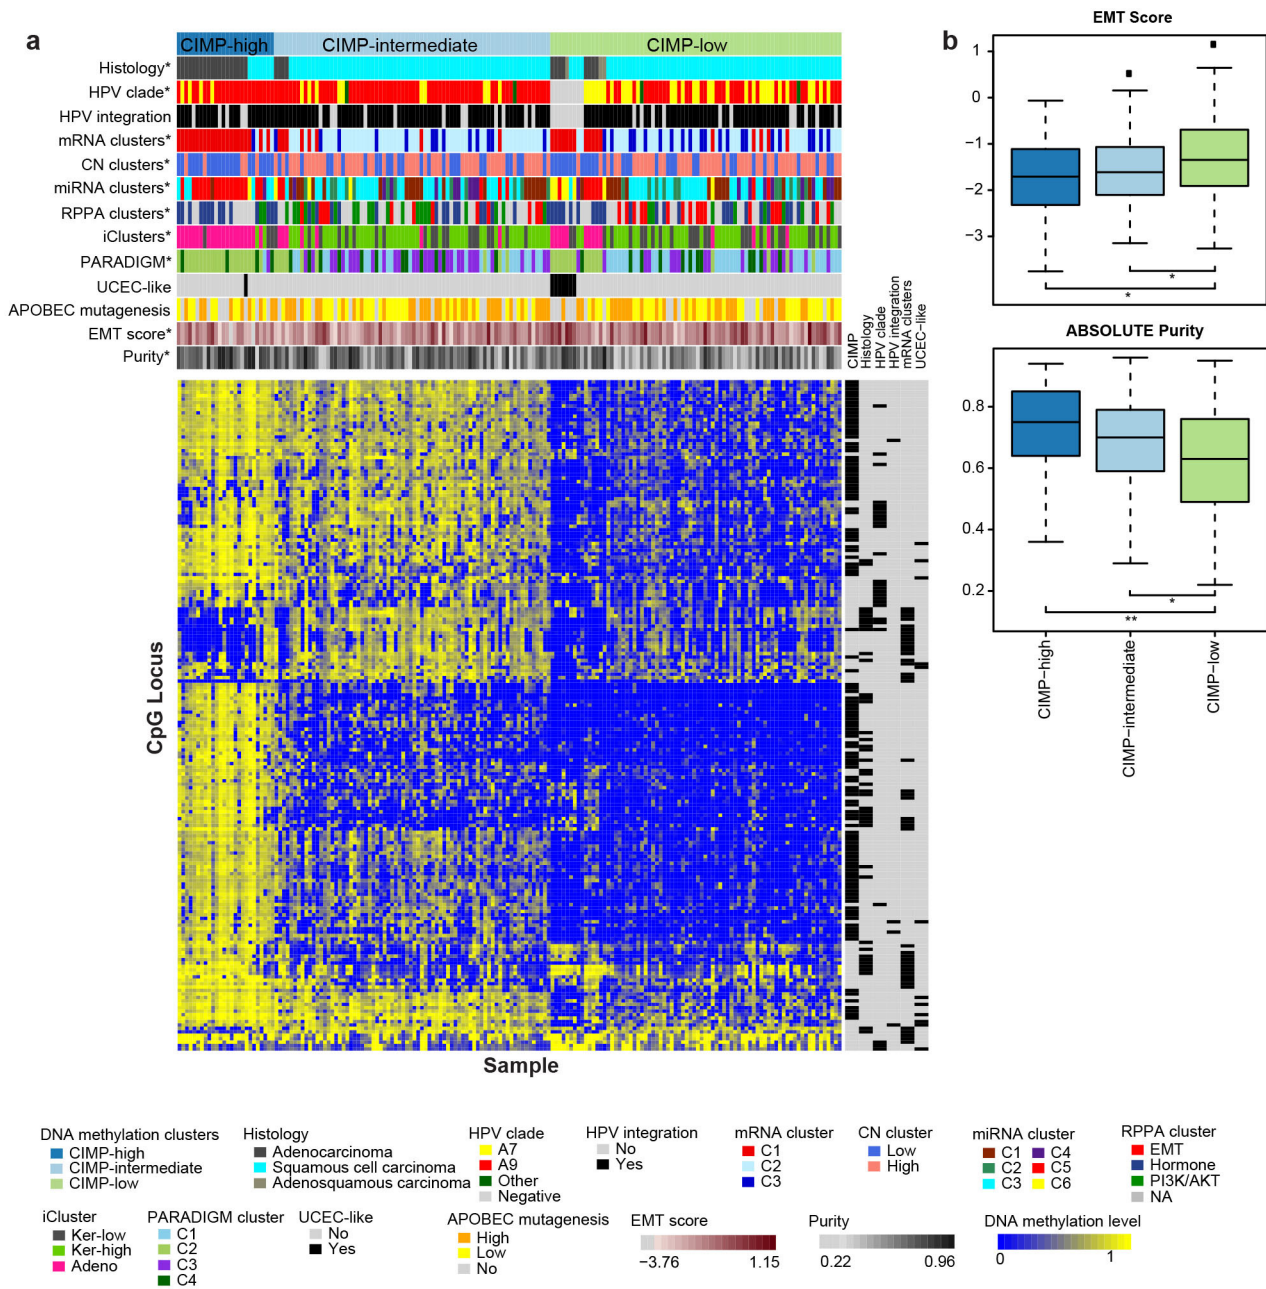 a
CIMP-high
CIMP-intermediate
CIMP-low
Histology*
HPV clade*
HPV integration
mRNA clusters*
CN clusters*
miRNA clusters*
RPPA clusters*
iClusters*
PARADIGM*
UCEC-like
APOBEC mutagenesis
EMT score*
Purity*
CIMP
Histology
HPV clade
HPV integration
mRNA clusters
UCEC-like
CpG Locus
Sample
b
EMT Score
1
0
−1
−2
−3
*
*
ABSOLUTE Purity
0.8
0.6
0.4
0.2
*
**
CIMP−high
CIMP−intermediate
CIMP−low
DNA methylation clusters
CIMP-high
CIMP-intermediate
CIMP-low
Histology
Adenocarcinoma
Squamous cell carcinoma
Adenosquamous carcinoma
HPV clade
A7
A9
Other
Negative
HPV integration
No
Yes
mRNA cluster
C1
C2
C3
CN cluster
Low
High
miRNA cluster
C1 C4
C2 C5
C3 C6
RPPA cluster
EMT
Hormone
PI3K/AKT
NA
iCluster
Ker-low
Ker-high
Adeno
PARADIGM cluster
C1
C2
C3
C4
UCEC-like
No
Yes
APOBEC mutagenesis
High
Low
No
EMT score
−3.76 1.15
Purity
0.22 0.96
DNA methylation level
0 1